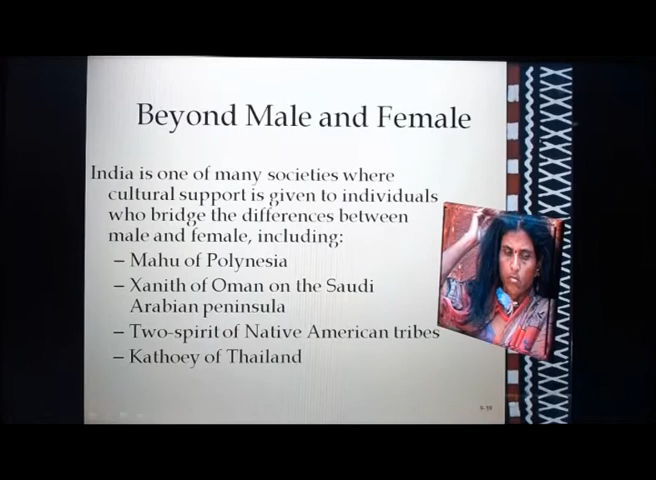 Beyond Male and Female
India is one of many societies where
cultural support is given to individuals
who bridge the differences between
male and female, including:
– Mahu of Polynesia
– Xanith of Oman on the Saudi
Arabian peninsula
– Two-spirit of Native American tribes
– Kathoey of Thailand